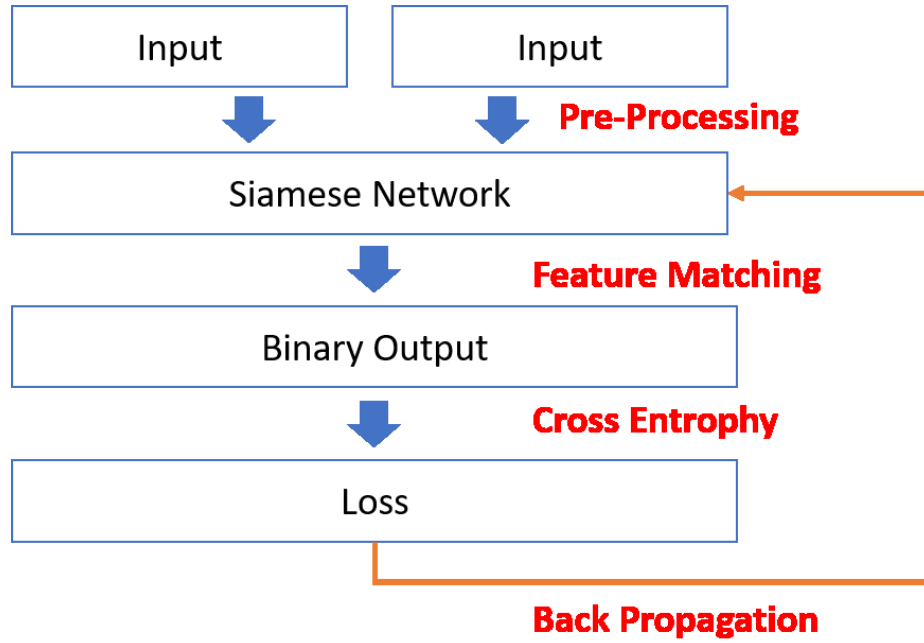 Input
Input
Pre-Processing
Siamese Network
Feature Matching
Binary Output
Cross Entrophy
Loss
Back Propagation